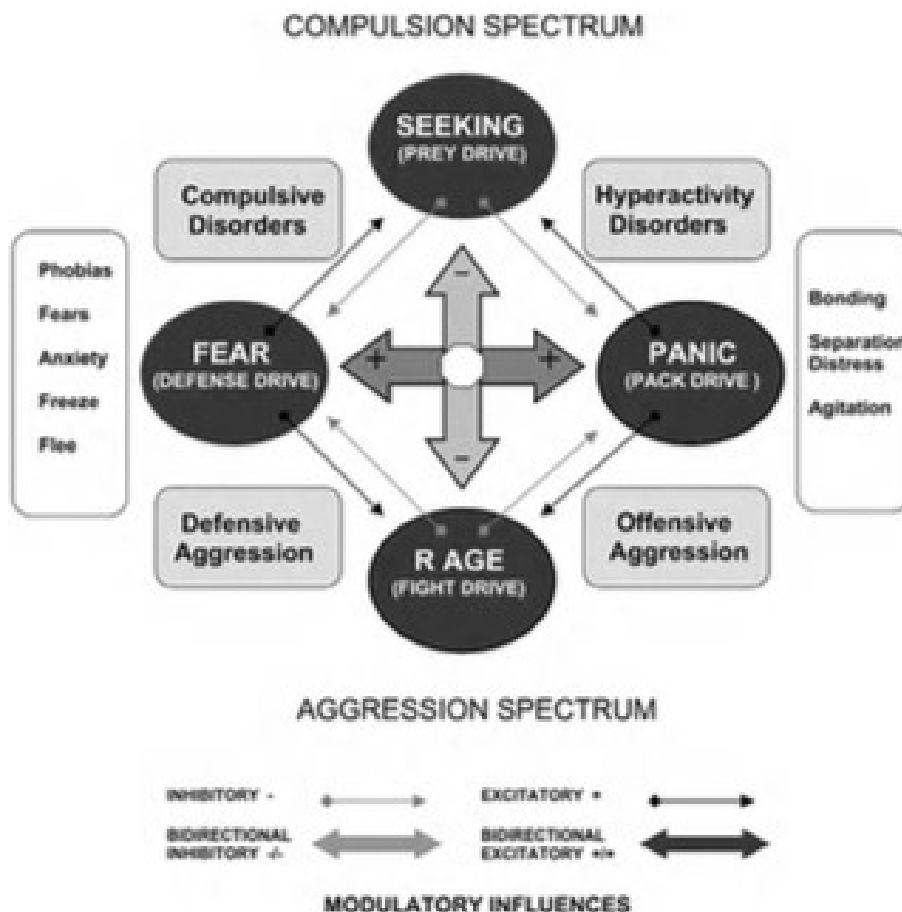 COMPULSION SPECTRUM
SEEKING
(PREY DRIVE)
Compulsive
Disorders
Hyperactivity
Disorders
Phobias
Fears
Anxiety
Freeze
Flee
FEAR
(DEFENSE DRIVE)
PANIC
(PACK DRIVE )
Bonding
Separation
Distress
Agitation
−
+
+
−
Defensive
Aggression
Offensive
Aggression
R AGE
(FIGHT DRIVE)
AGGRESSION SPECTRUM
INHIBITORY -
EXCITATORY +
BIDIRECTIONAL
INHIBITORY -/-
BIDIRECTIONAL
EXCITATORY +/+
MODULATORY INFLUENCES